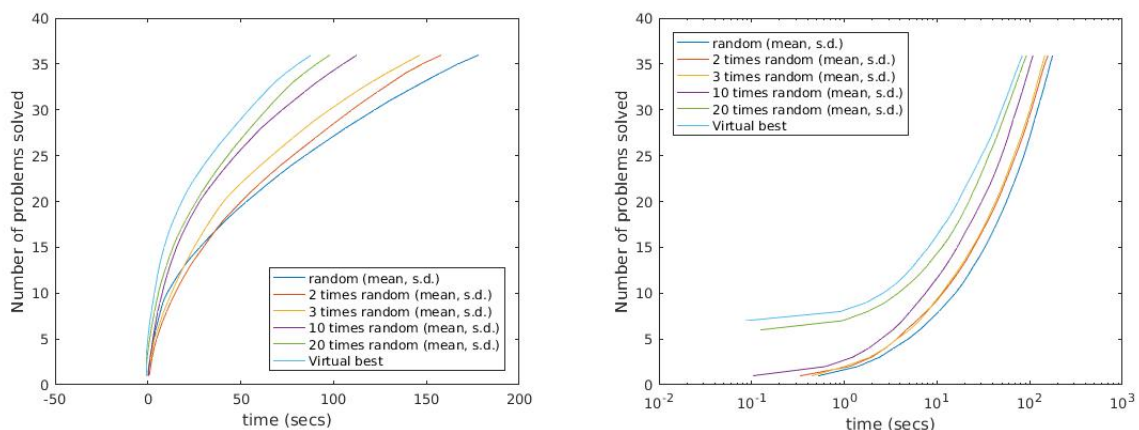 40
35
30
25
20
15
10
5
0
Number of problems solved
random (mean, s.d.)
2 times random (mean, s.d.)
3 times random (mean, s.d.)
10 times random (mean, s.d.)
20 times random (mean, s.d.)
Virtual best
-50 0 50 100 150 200
time (secs)
40
35
30
25
20
15
10
5
0
Number of problems solved
random (mean, s.d.)
2 times random (mean, s.d.)
3 times random (mean, s.d.)
10 times random (mean, s.d.)
20 times random (mean, s.d.)
Virtual best
10⁻² 10⁻¹ 10⁰ 10¹ 10² 10³
time (secs)